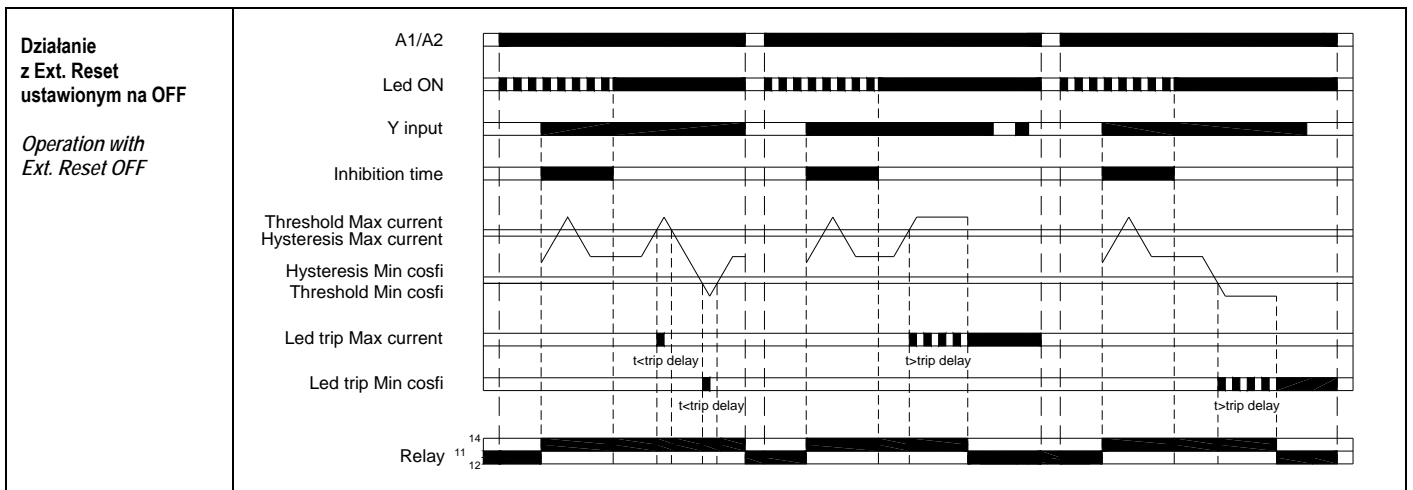 Działanie
z Ext. Reset
ustawionym na OFF
Operation with
Ext. Reset OFF
A1/A2
Led ON
Y input
Inhibition time
Threshold Max current
Hysteresis Max current
Hysteresis Min cosfi
Threshold Min cosfi
Led trip Max current
t<trip delay
t>trip delay
Led trip Min cosfi
t<trip delay
t>trip delay
14
Relay 11
12